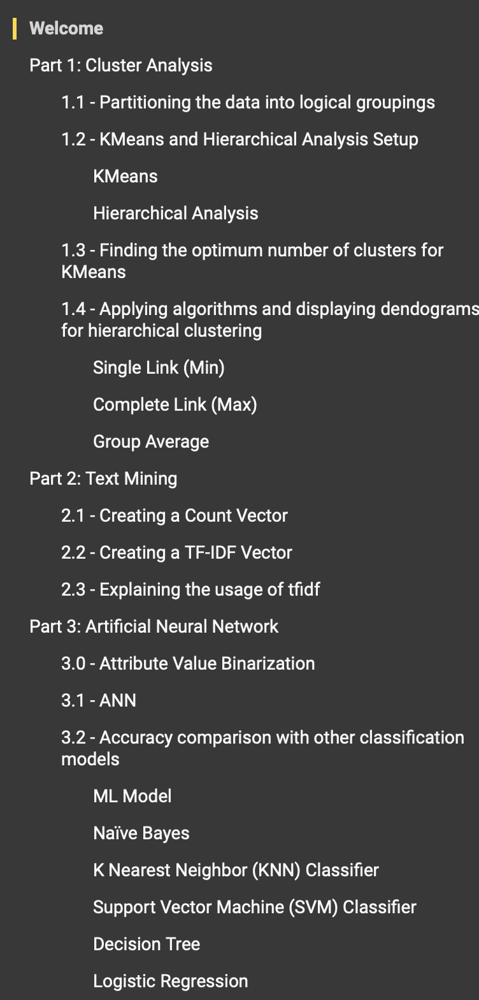 Welcome
Part 1: Cluster Analysis
1.1 - Partitioning the data into logical groupings
1.2 - KMeans and Hierarchical Analysis Setup
KMeans
Hierarchical Analysis
1.3 - Finding the optimum number of clusters for
KMeans
1.4 - Applying algorithms and displaying dendograms
for hierarchical clustering
Single Link (Min)
Complete Link (Max)
Group Average
Part 2: Text Mining
2.1 - Creating a Count Vector
2.2 - Creating a TF-IDF Vector
2.3 - Explaining the usage of tfidf
Part 3: Artificial Neural Network
3.0 - Attribute Value Binarization
3.1 - ANN
3.2 - Accuracy comparison with other classification
models
ML Model
Naïve Bayes
K Nearest Neighbor (KNN) Classifier
Support Vector Machine (SVM) Classifier
Decision Tree
Logistic Regression